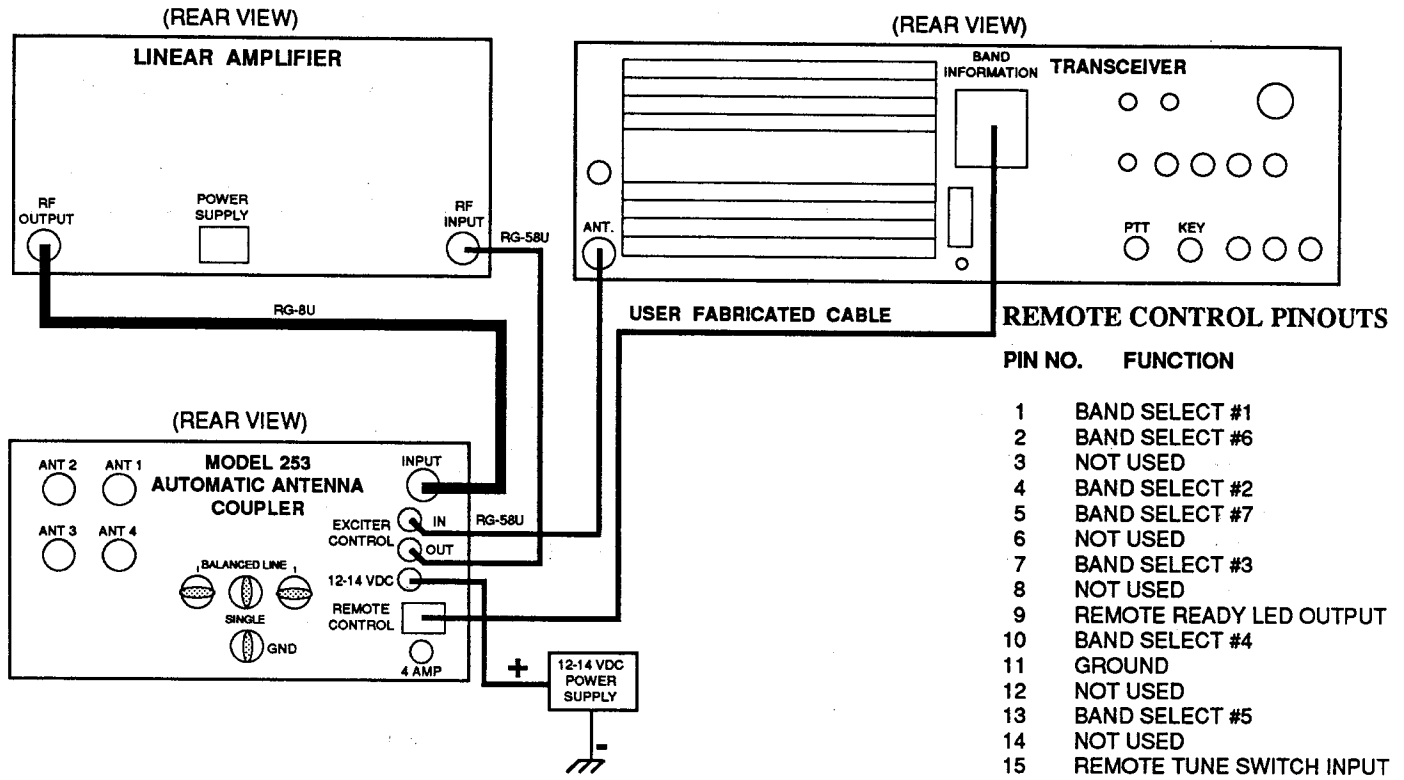 (REAR VIEW)
LINEAR AMPLIFIER
RF
OUTPUT
POWER
SUPPLY
RF
INPUT
RG-58U
RG-8U
(REAR VIEW)
BAND
INFORMATION
TRANSCEIVER
ANT.
PTT
KEY
USER FABRICATED CABLE
(REAR VIEW)
MODEL 253
AUTOMATIC ANTENNA
COUPLER
ANT 2
ANT 1
ANT 3
ANT 4
INPUT
EXCITER
CONTROL
IN
OUT
RG-58U
BALANCED LINE
12-14 VDC
SINGLE
REMOTE
CONTROL
GND
4 AMP
+
12-14 VDC
POWER
SUPPLY
-
REMOTE CONTROL PINOUTS
PIN NO. FUNCTION
1 BAND SELECT #1
2 BAND SELECT #6
3 NOT USED
4 BAND SELECT #2
5 BAND SELECT #7
6 NOT USED
7 BAND SELECT #3
8 NOT USED
9 REMOTE READY LED OUTPUT
10 BAND SELECT #4
11 GROUND
12 NOT USED
13 BAND SELECT #5
14 NOT USED
15 REMOTE TUNE SWITCH INPUT